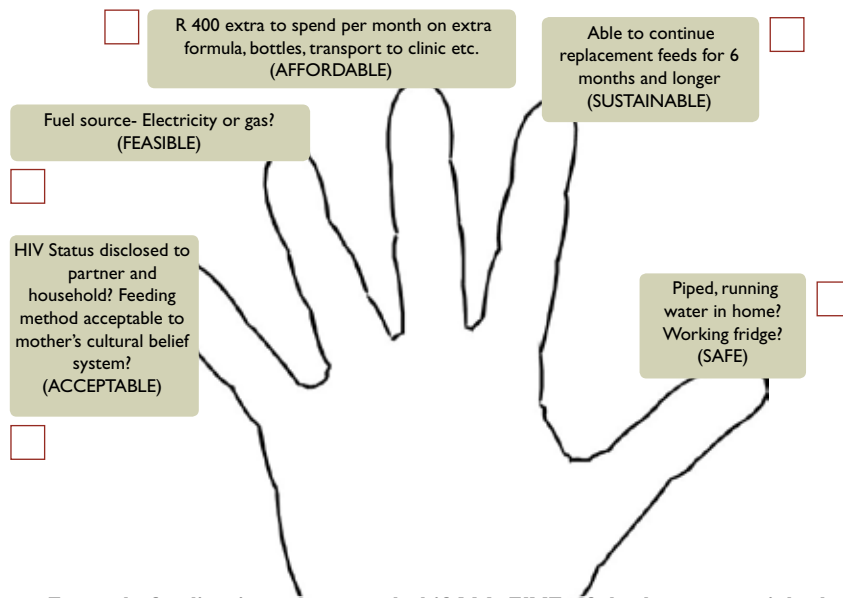 R 400 extra to spend per month on extra
formula, bottles, transport to clinic etc.
(AFFORDABLE)
Able to continue
replacement feeds for 6
months and longer
(SUSTAINABLE)
Fuel source- Electricity or gas?
(FEASIBLE)
HIV Status disclosed to
partner and
household? Feeding
method acceptable to
mother's cultural belief
system?
(ACCEPTABLE)
Piped, running
water in home?
Working fridge?
(SAFE)